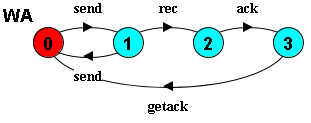 send rec ack
WA
0 1 2 3
send
getack